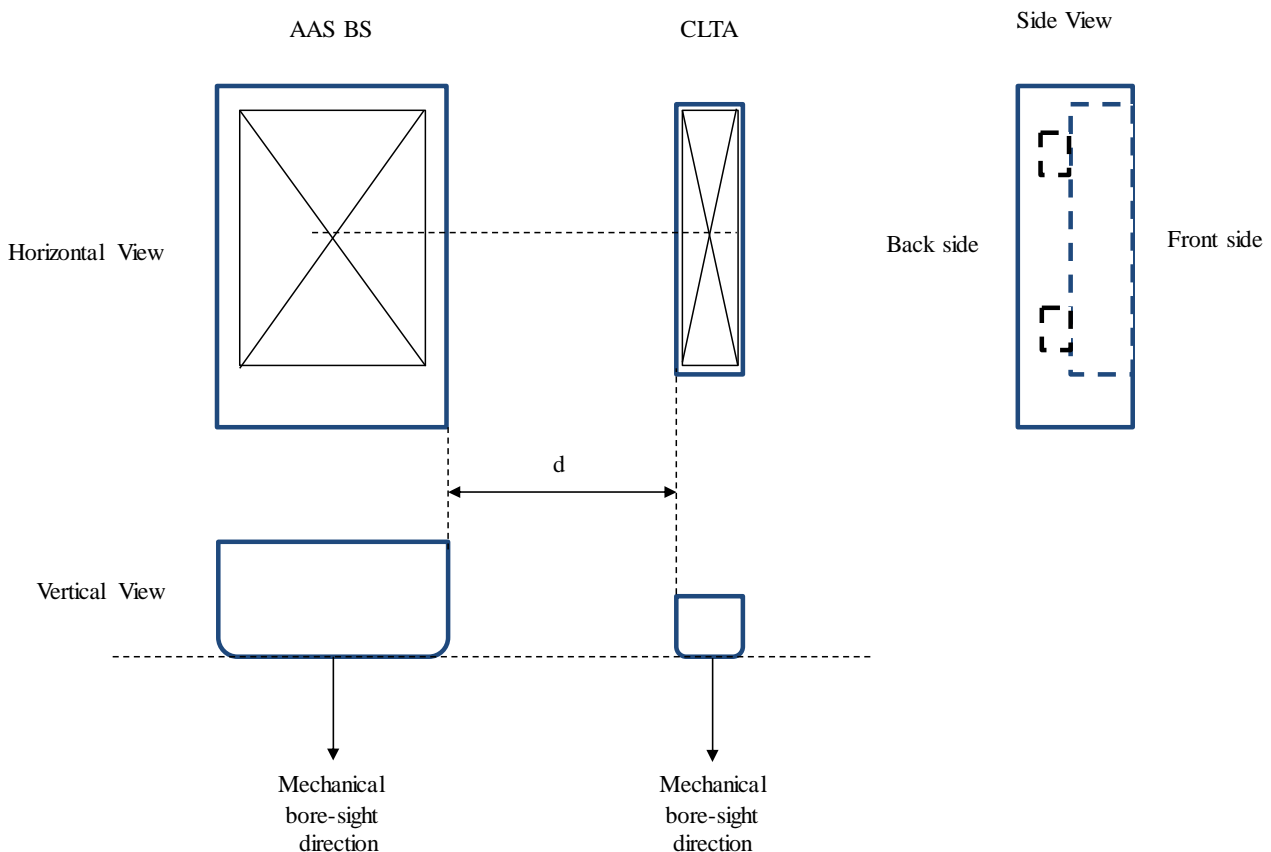 AAS BS
CLTA
Side View
Horizontal View
Back side
Front side
d
Vertical View
Mechanical
bore-sight
direction
Mechanical
bore-sight
direction